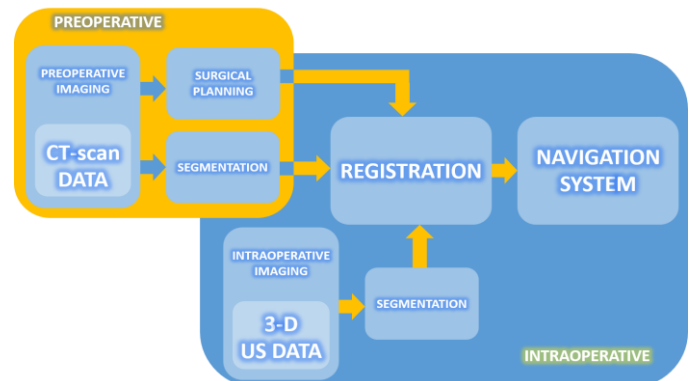 PREOPERATIVE
PREOPERATIVE
IMAGING
CT-scan
DATA
SURGICAL
PLANNING
SEGMENTATION
REGISTRATION
NAVIGATION
SYSTEM
INTRAOPERATIVE
IMAGING
3-D
US DATA
SEGMENTATION
INTRAOPERATIVE